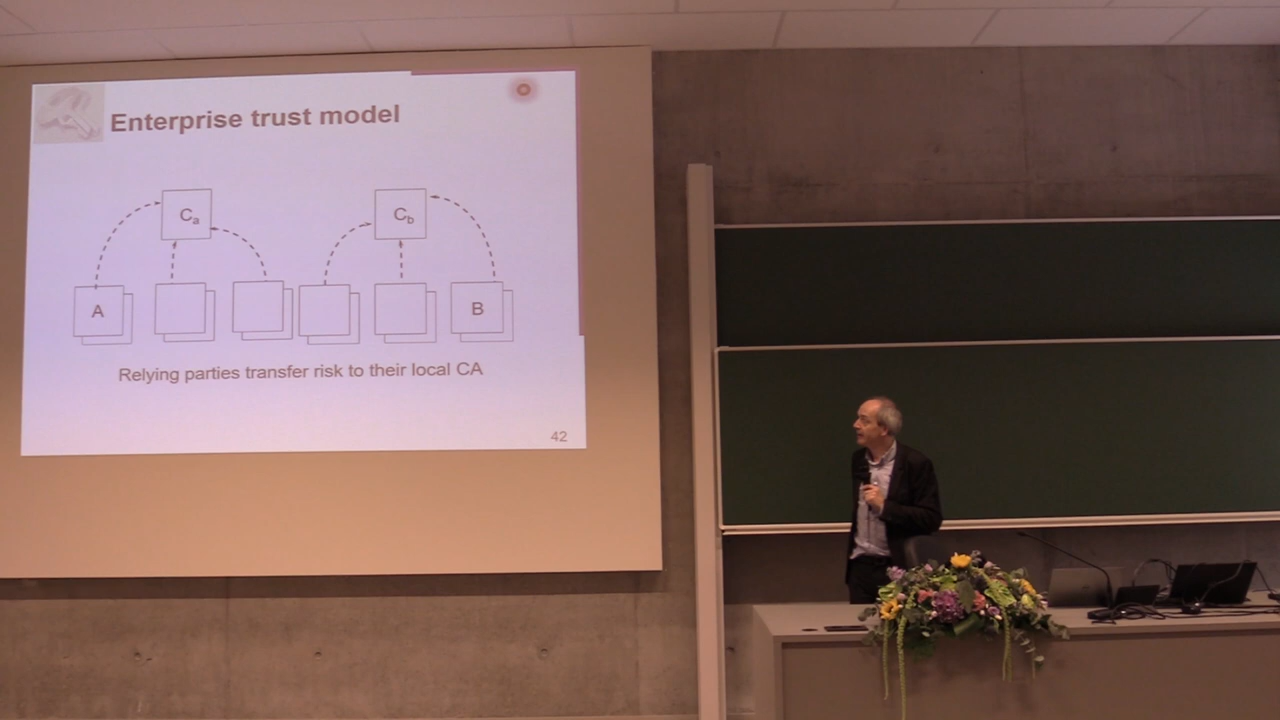 Enterprise trust model
Ca
Cb
A
B
Relying parties transfer risk to their local CA
42